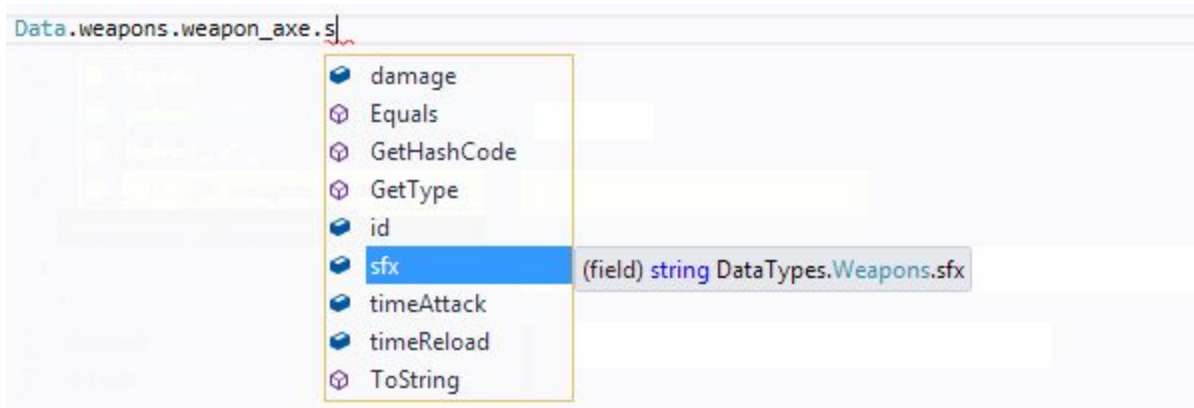 Data.weapons.weapon_axe.s
damage
Equals
GetHashCode
GetType
id
sfx (field) string DataTypes.Weapons.sfx
timeAttack
timeReload
ToString